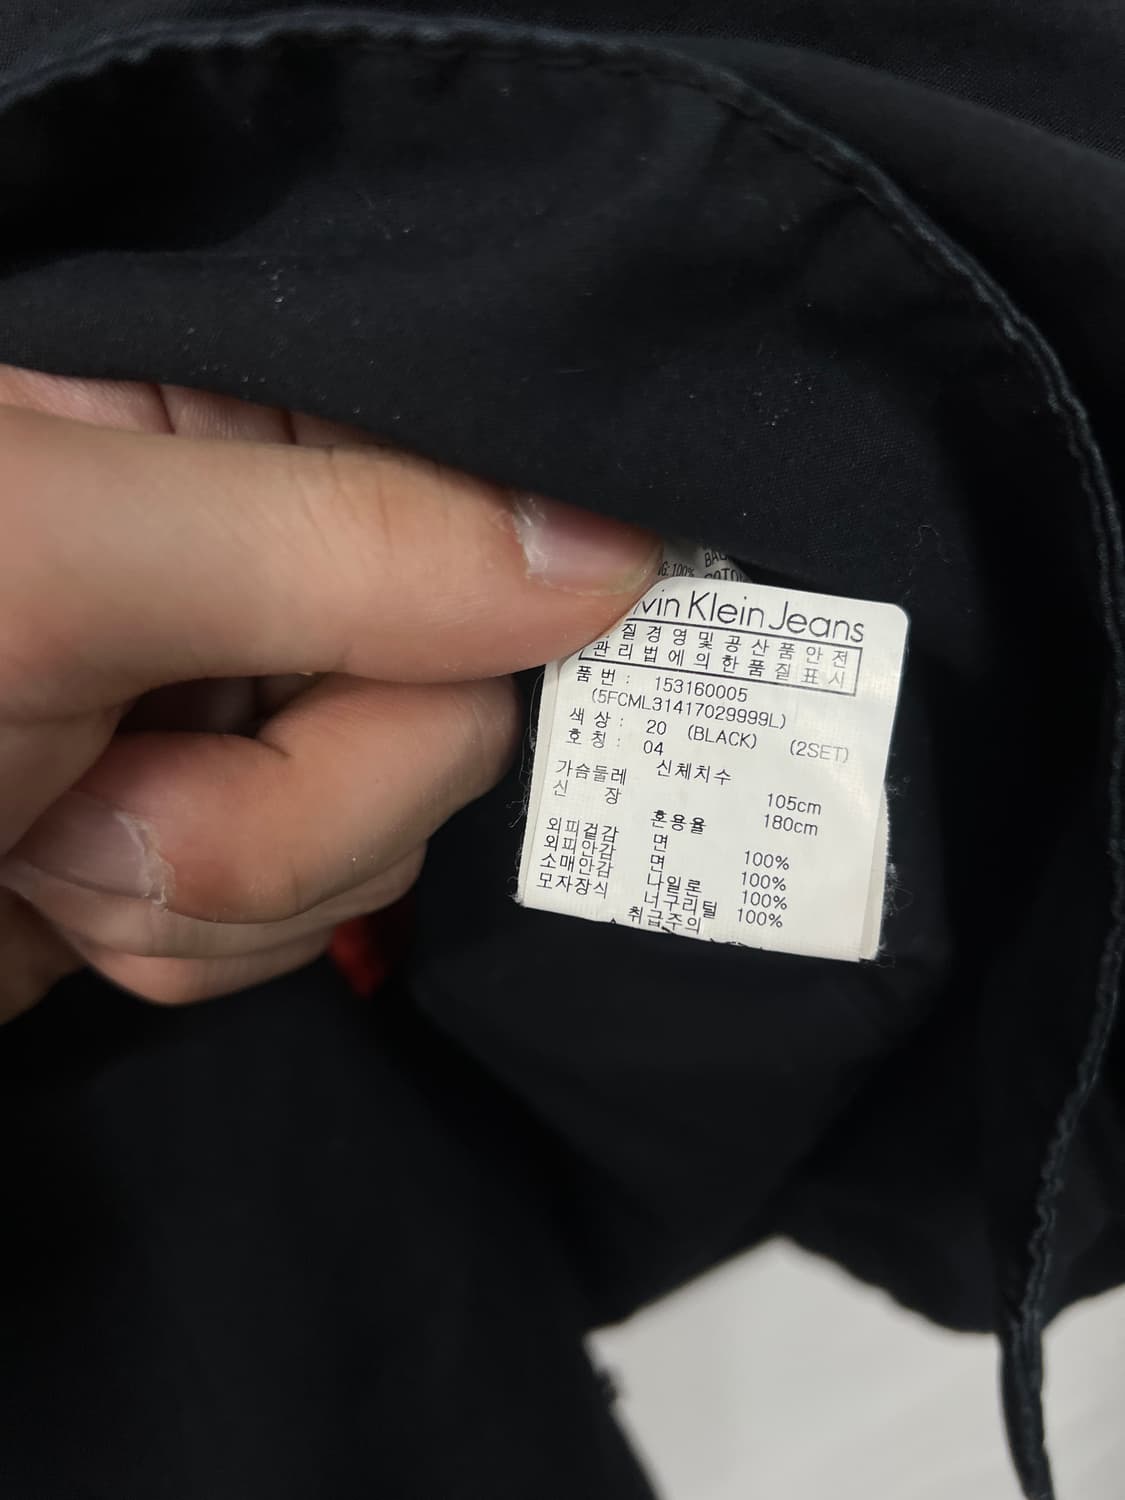 G:100%
vin Klein Jeans
질경영및공산품안전
관리법에의한품질표시
품 번 : 153160005
(5FCML31417029999L)
색 상 : 20 (BLACK) (2SET)
호 칭 : 04
신체치수
가슴둘레 105cm
신 장 180cm
혼용율
외피겉감 면 100%
외피안감 면 100%
소매안감 나일론 100%
모자장식 너구리털 100%
취급주의